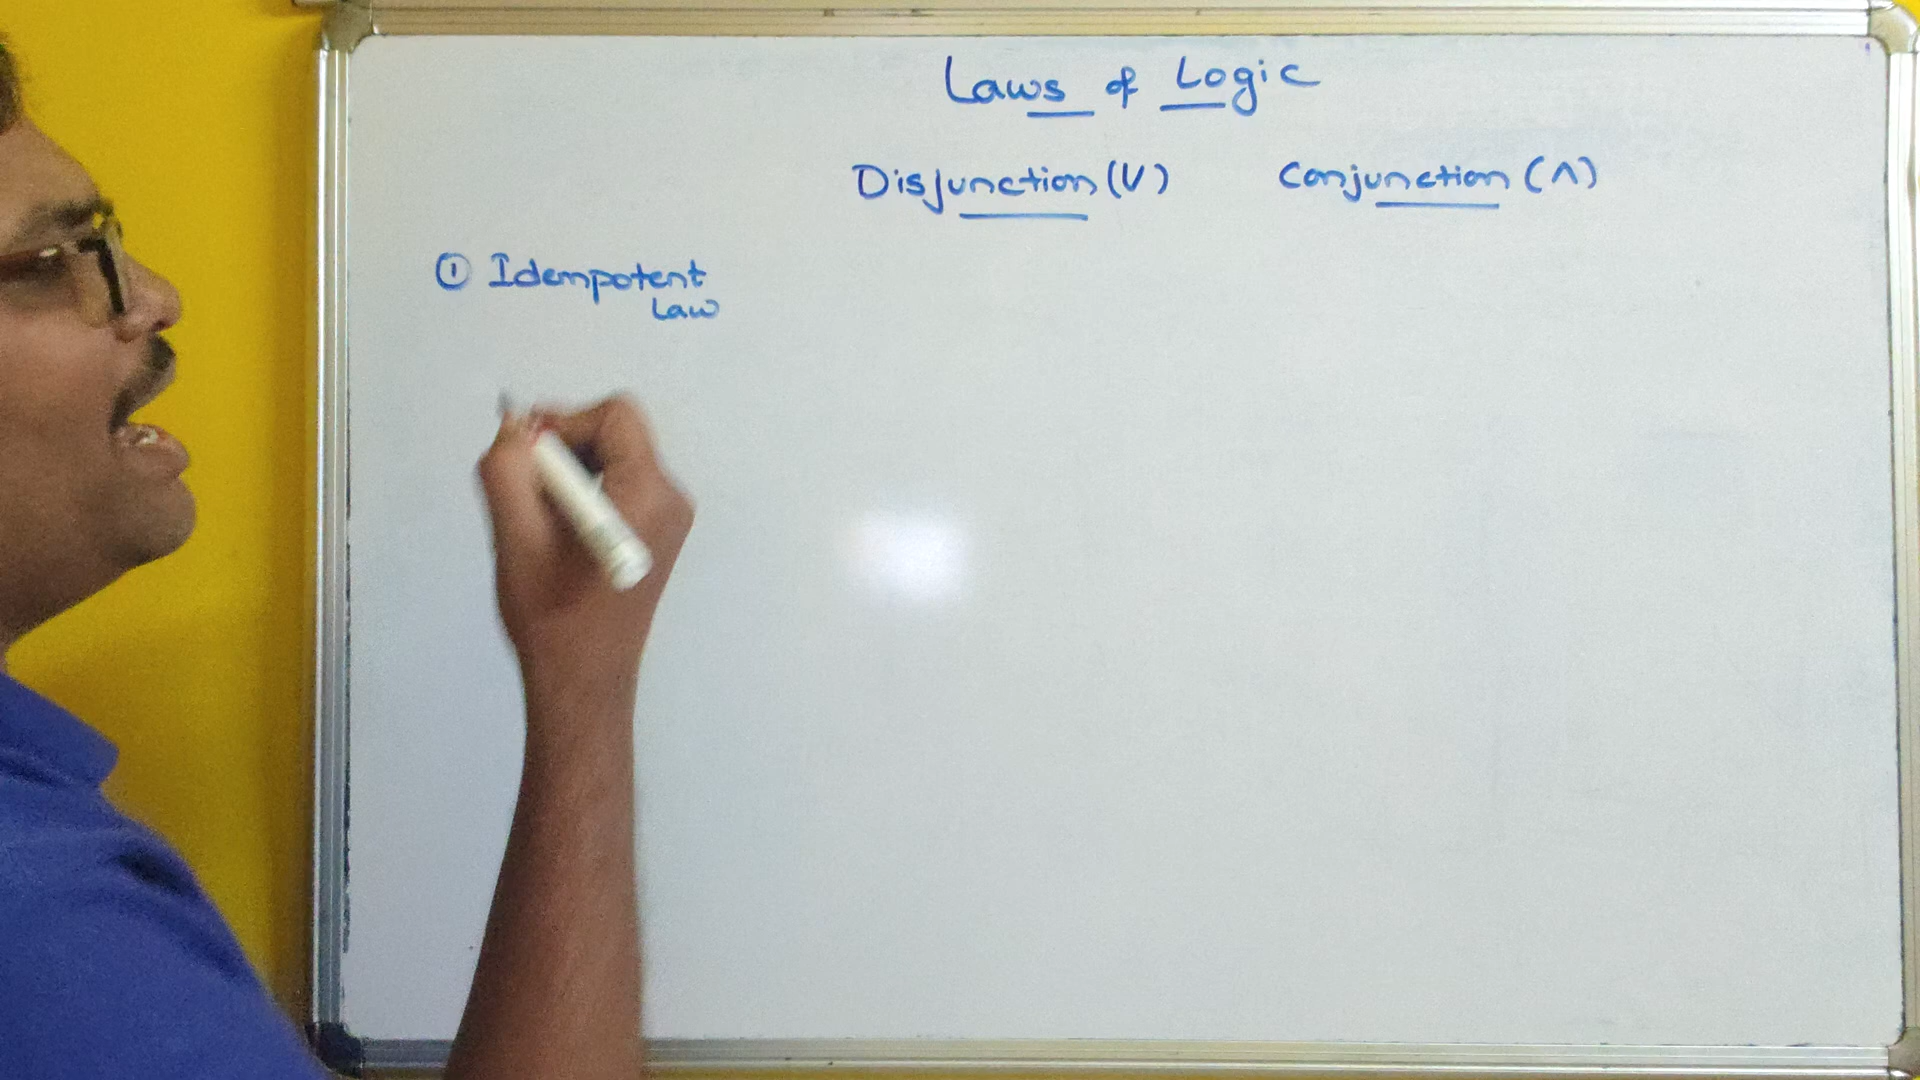 Laws of Logic
Disjunction (V) Conjunction (Λ)
① Idempotent
Law